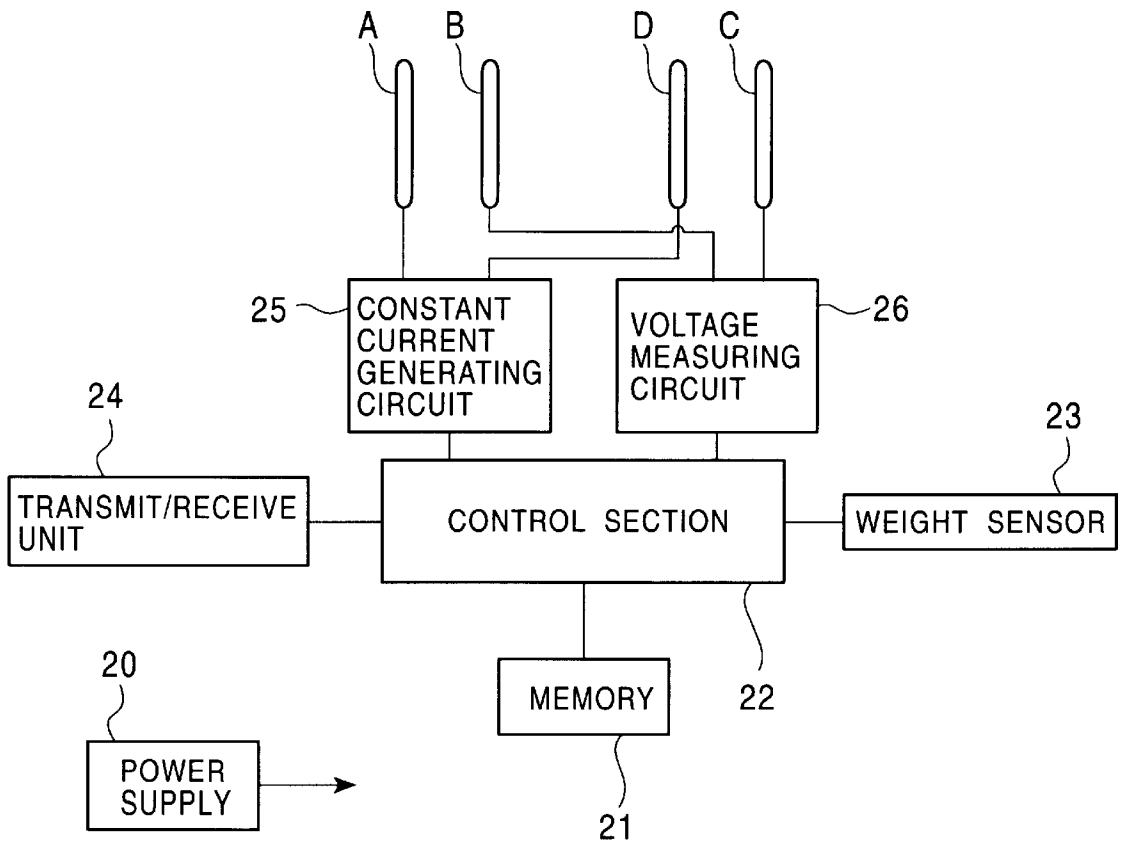 A
B
D
C
25
CONSTANT
CURRENT
GENERATING
CIRCUIT
VOLTAGE
MEASURING
CIRCUIT
26
24
TRANSMIT/RECEIVE
UNIT
CONTROL SECTION
23
WEIGHT SENSOR
22
MEMORY
21
20
POWER
SUPPLY